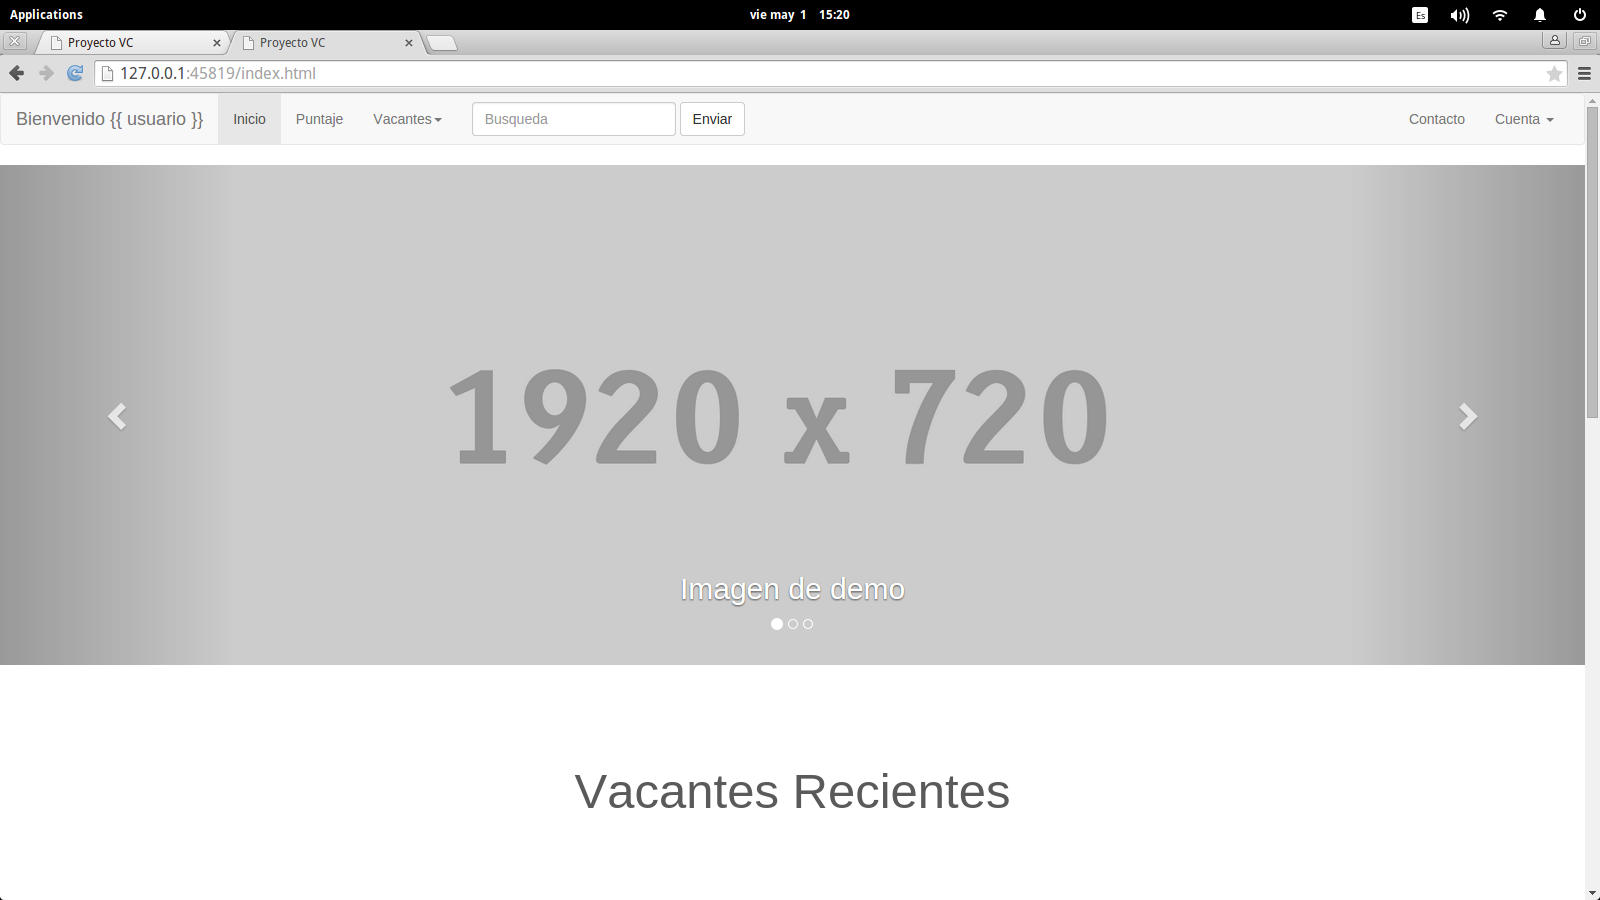 Applications
vie may 1 15:20
Es
Proyecto VC
Proyecto VC
127.0.0.1:45819/index.html
Bienvenido {{ usuario }}
Inicio
Puntaje
Vacantes
Busqueda
Enviar
Contacto
Cuenta
1920 x 720
Imagen de demo
Vacantes Recientes